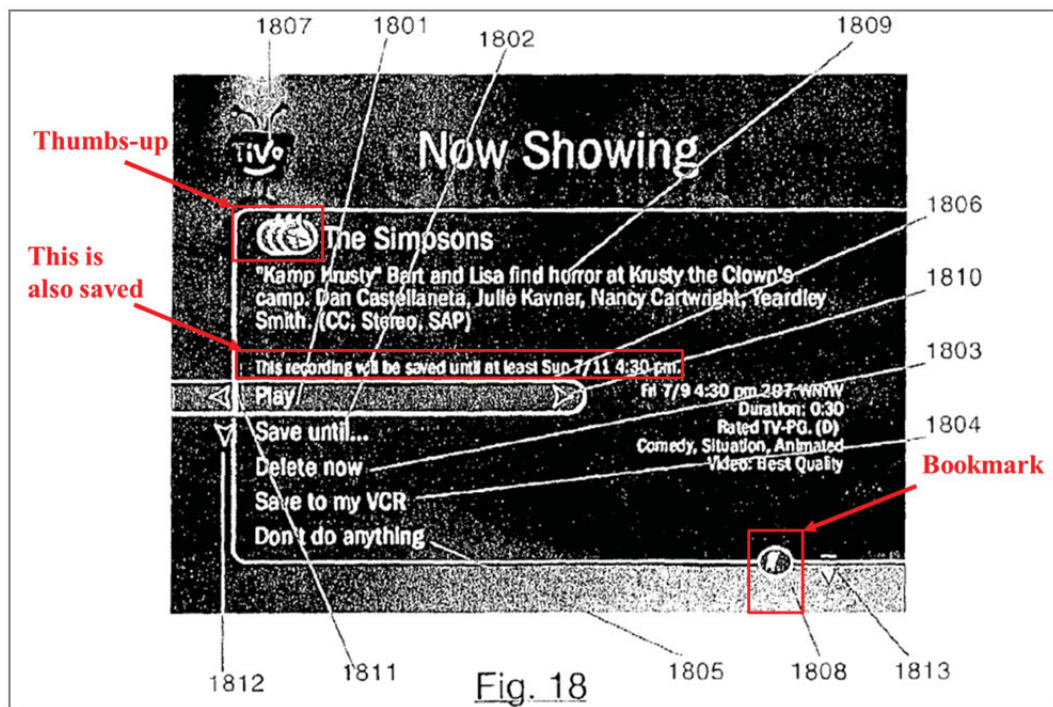 1807
1801
1802
1809
Thumbs-up
TiVo
Now Showing
1806
The Simpsons
This is
also saved
"Kamp Krusty" Bart and Lisa find horror at Krusty the Clown's
camp. Dan Castellaneta, Julie Kavner, Nancy Cartwright, Yeardley
Smith. (CC, Stereo, SAP)
1810
This recording will be saved until at least Sun 7/11 4:30 pm.
1803
Play
Fri 7/9 4:30 pm 287 WNYW
Save until...
Duration: 0:30
Rated TV-PG. (D)
1804
Delete now
Comedy, Situation, Animated
Video: Best Quality
Bookmark
Save to my VCR
Don't do anything
1812
1811
1805
1808
1813
Fig. 18